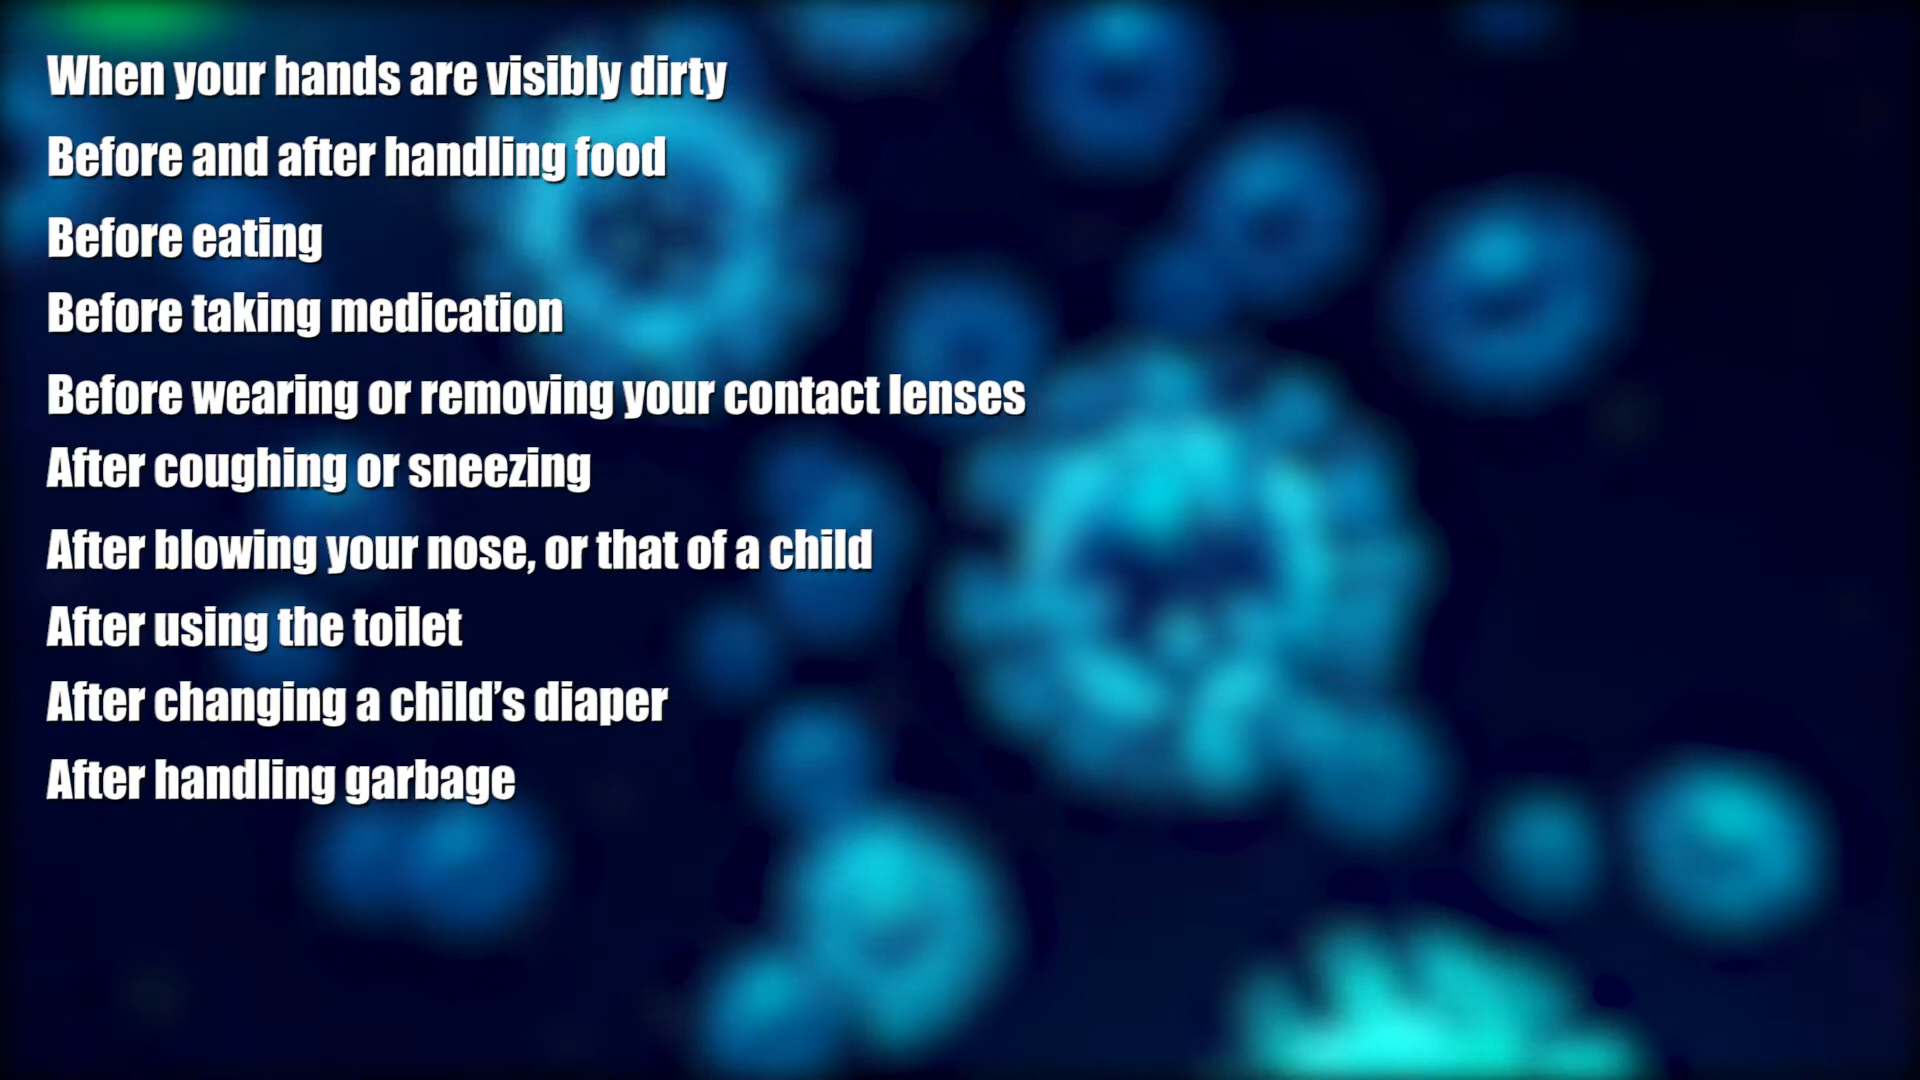 When your hands are visibly dirty
Before and after handling food
Before eating
Before taking medication
Before wearing or removing your contact lenses
After coughing or sneezing
After blowing your nose, or that of a child
After using the toilet
After changing a child’s diaper
After handling garbage